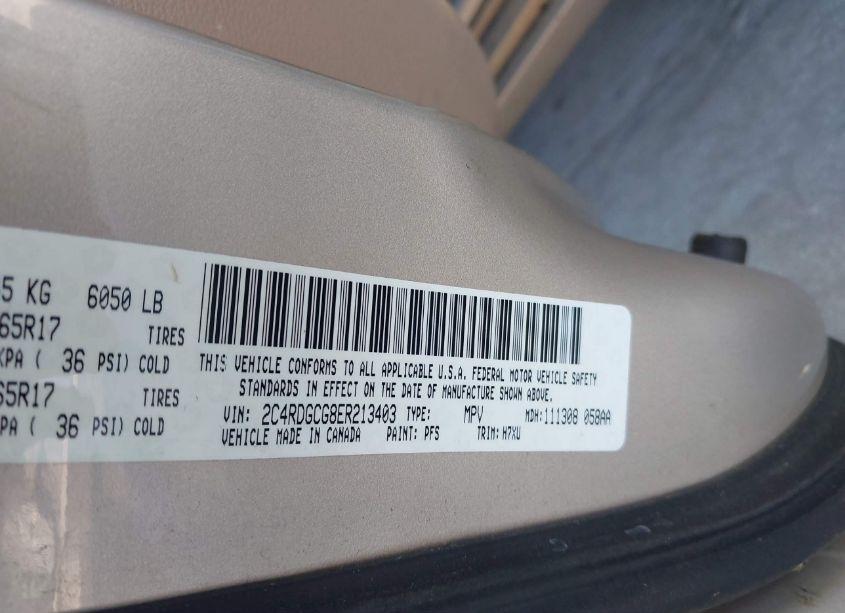 5 KG 6050 LB
65R17 TIRES
KPA ( 36 PSI) COLD
65R17 TIRES
PA ( 36 PSI) COLD
THIS VEHICLE CONFORMS TO ALL APPLICABLE U.S.A. FEDERAL MOTOR VEHICLE SAFETY
STANDARDS IN EFFECT ON THE DATE OF MANUFACTURE SHOWN ABOVE.
VIN: 2C4RDGCG8ER213403 TYPE: MPV MDH: 111308 058AA
VEHICLE MADE IN CANADA PAINT: PFS TRIM: H7XU